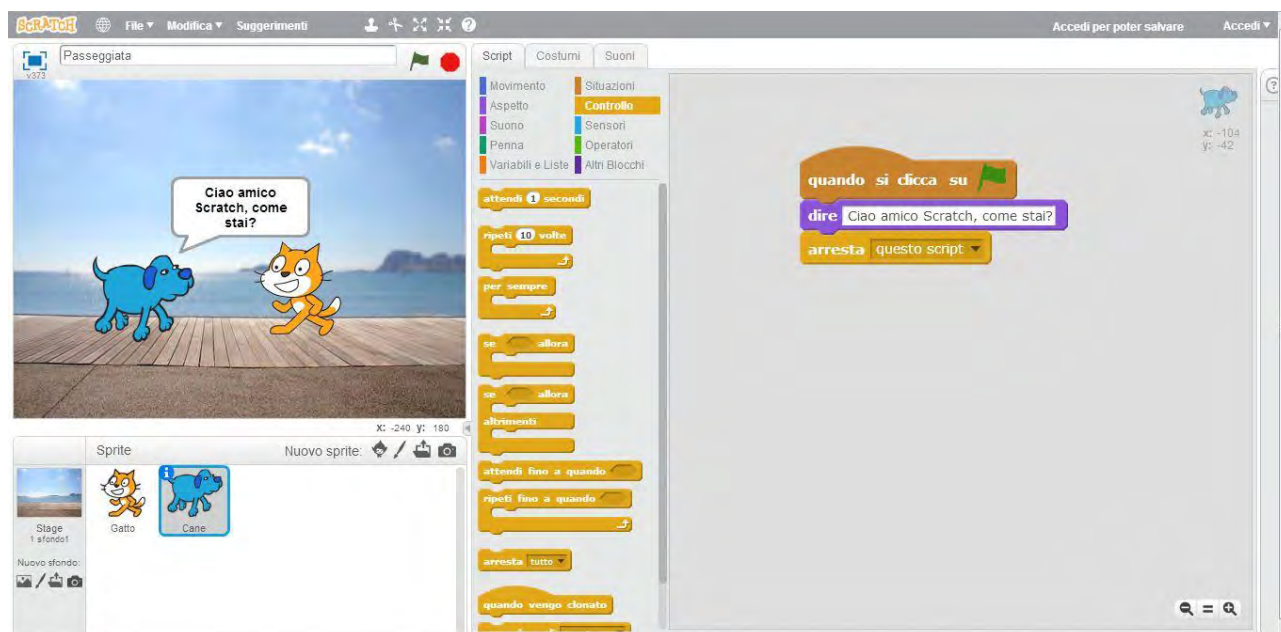 SCRATCH File Modifica Suggerimenti Accedi per poter salvare Accedi
Passeggiata
v373
Ciao amico
Scratch, come
stai?
X: -240 y: 180
Sprite Nuovo sprite:
Stage
1 sfondo1
Nuovo sfondo:
Gatto
Cane
Script Costumi Suoni
Movimento Situazioni
Aspetto Controllo
Suono Sensori
Penna Operatori
Variabili e Liste Altri Blocchi
attendi 1 secondi
ripeti 10 volte
per sempre
se allora
se allora
altrimenti
attendi fino a quando
ripeti fino a quando
arresta tutto
quando vengo clonato
quando si clicca su
dire Ciao amico Scratch, come stai?
arresta questo script
x: -104
y: -42